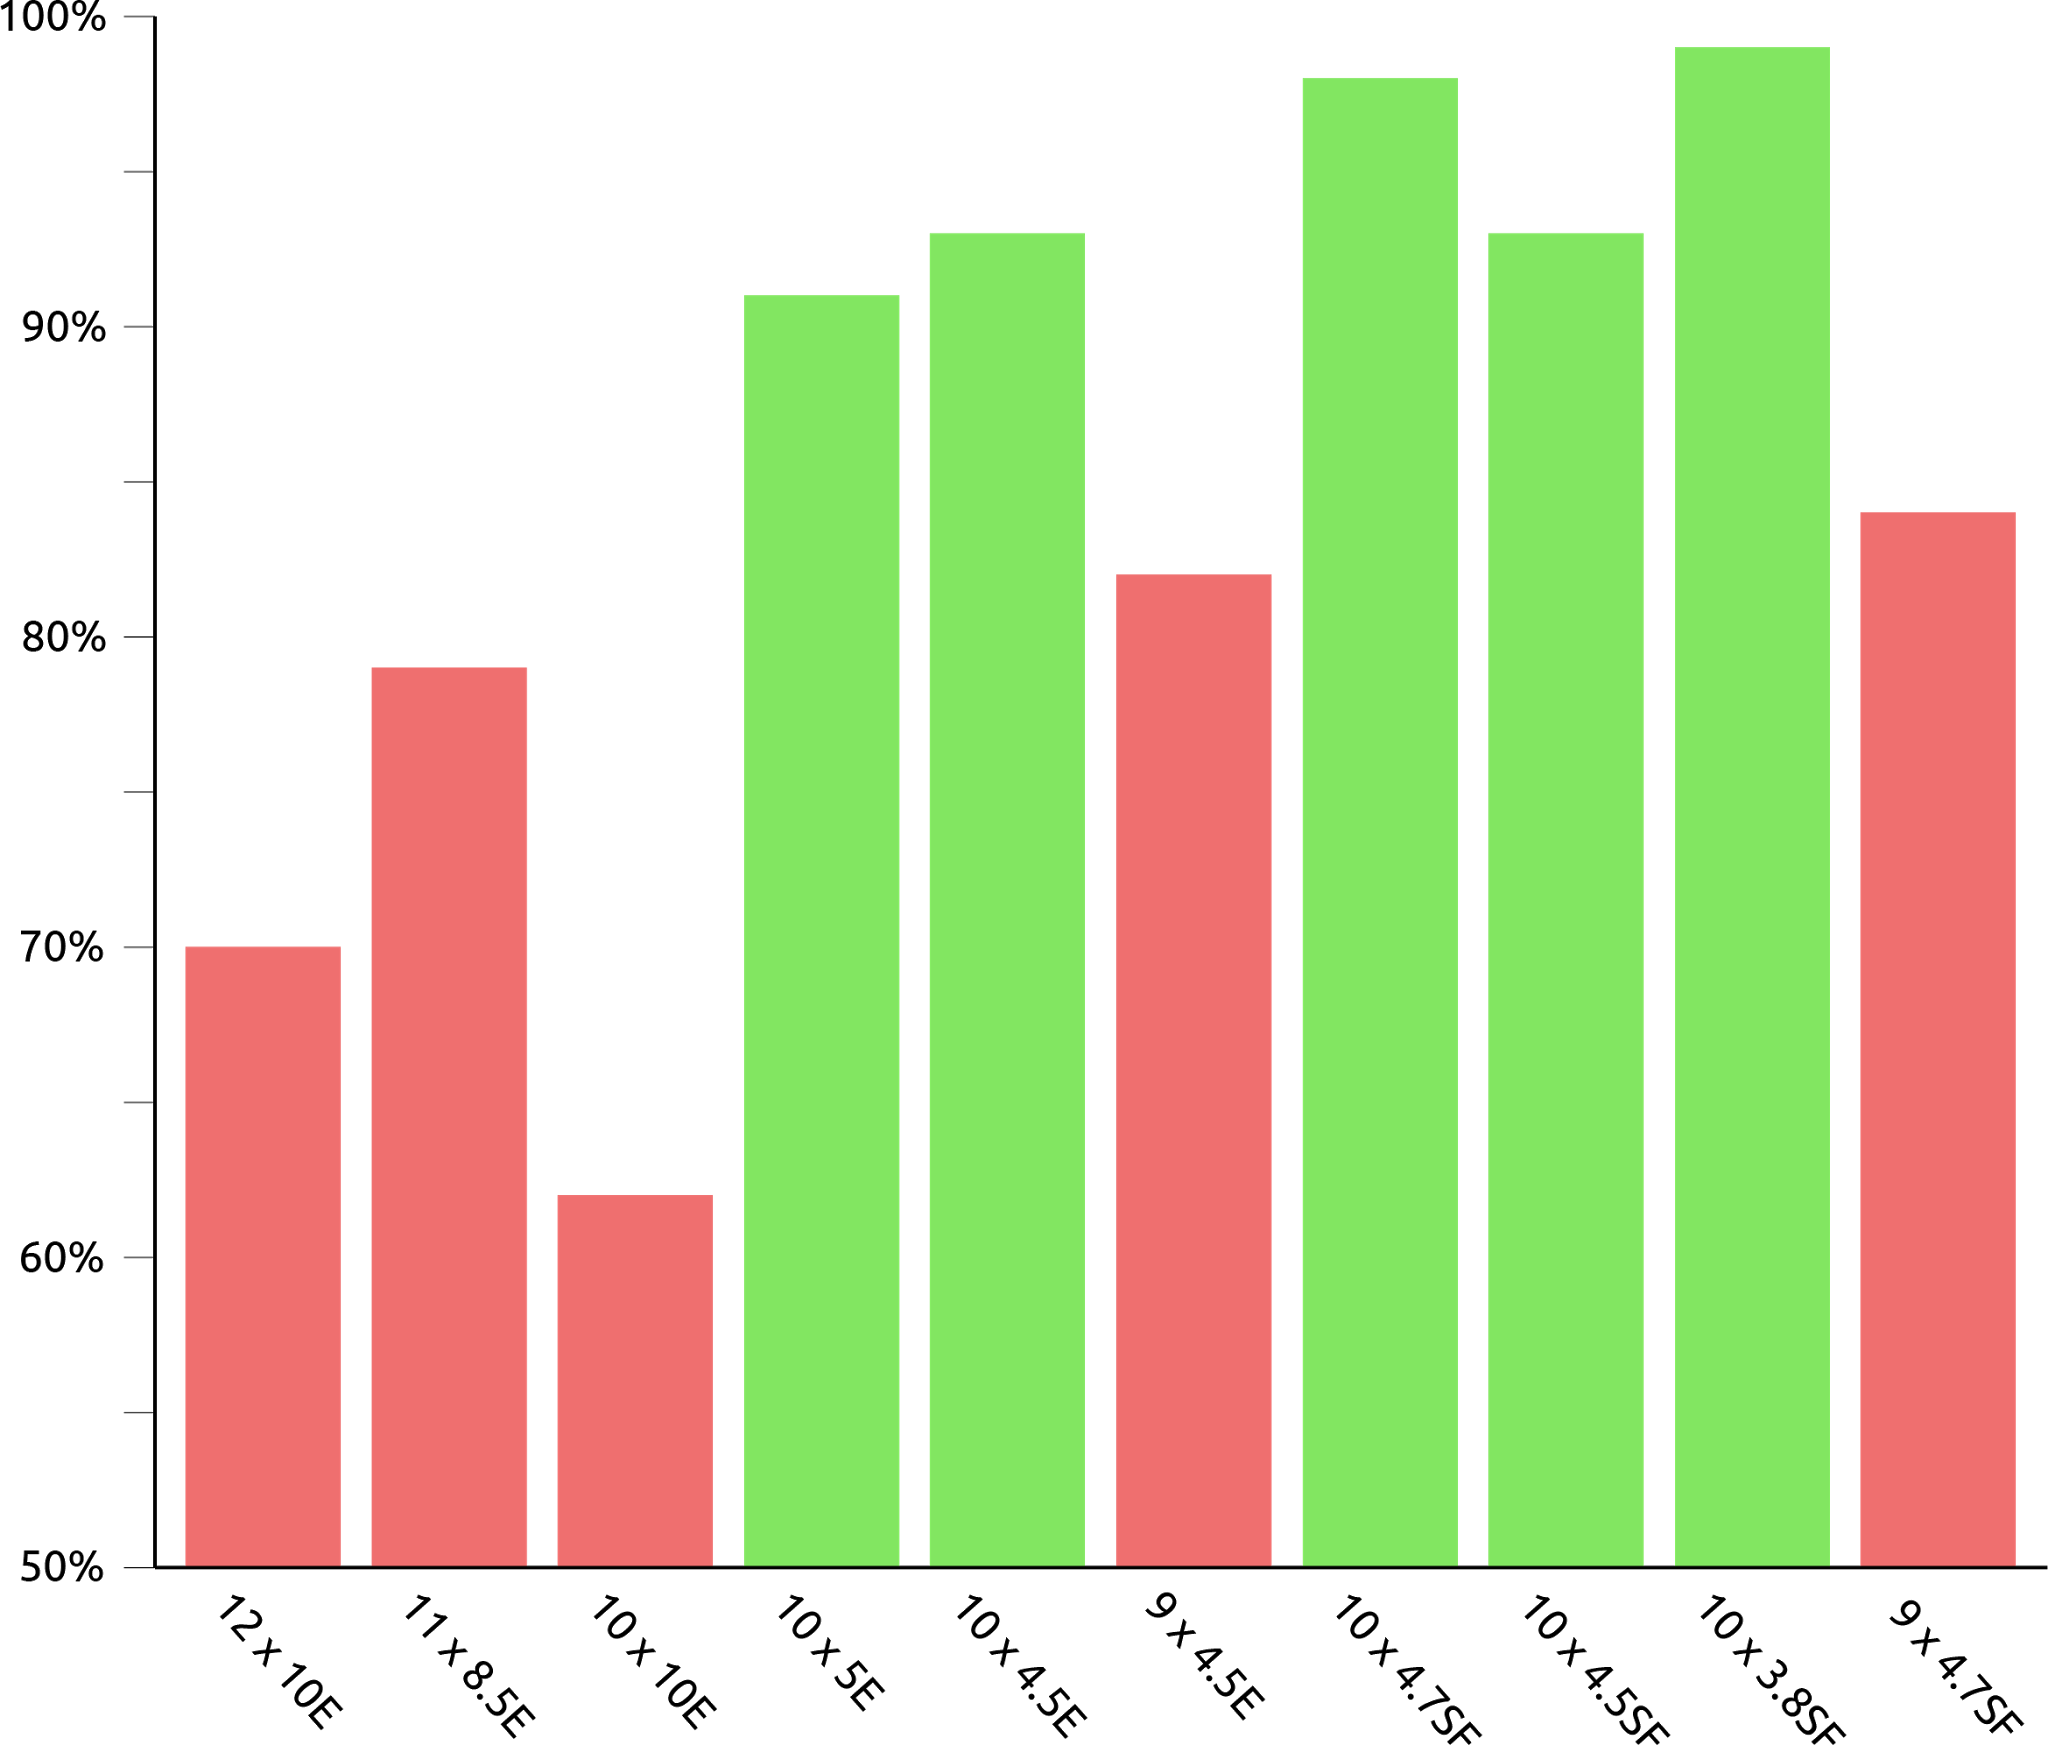 100%
90%
80%
70%
60%
50%
12 x 10E
11 x 8.5E
10 x 10E
10 x 5E
10 x 4.5E
9 x 4.5E
10 x 4.7SF
10 x 4.5SF
10 x 3.8SF
9 x 4.7SF